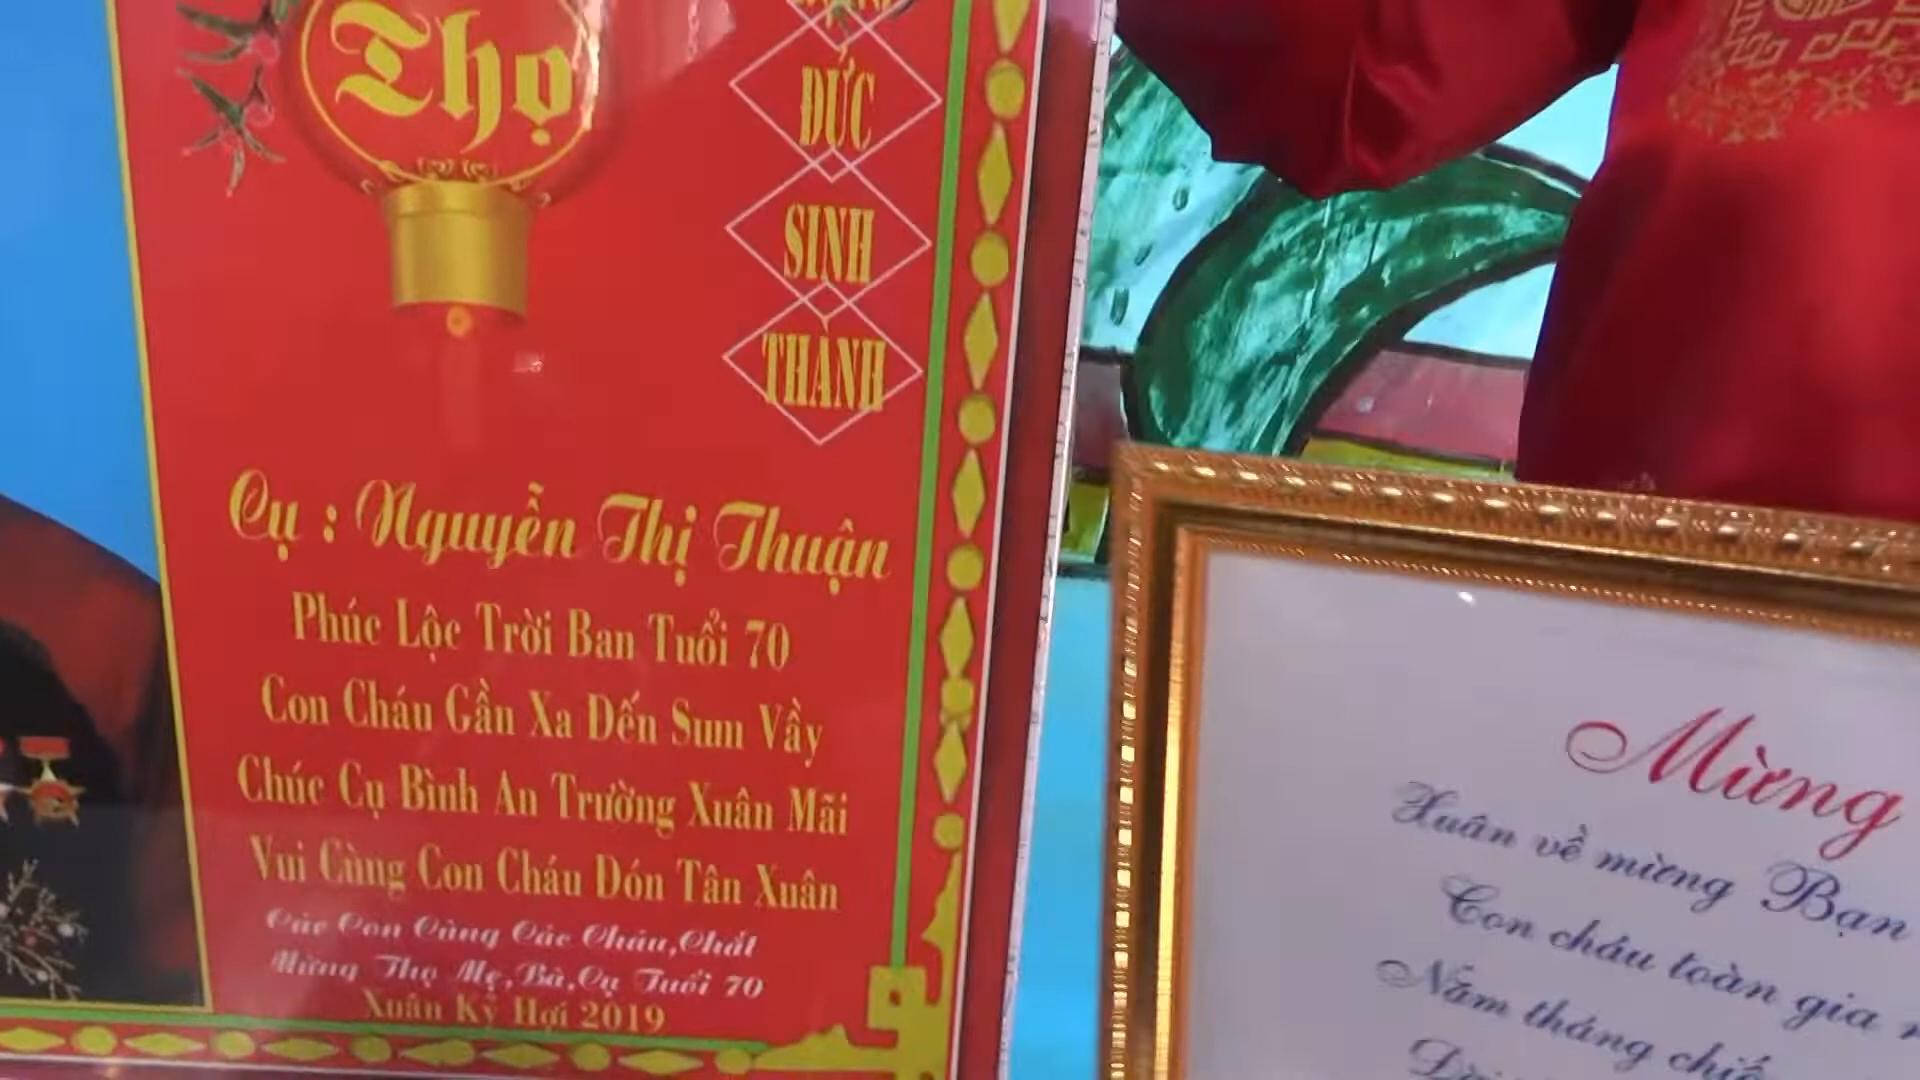 Thọ
ĐỨC
SINH
THÀNH
Cụ : Nguyễn Thị Thuận
Phúc Lộc Trời Ban Tuổi 70
Con Cháu Gần Xa Đến Sum Vầy
Chúc Cụ Bình An Trường Xuân Mãi
Vui Cùng Con Cháu Đón Tân Xuân
Các Con Cùng Các Cháu,Chắt
Mừng Thọ Mẹ,Bà,Cụ Tuổi 70
Xuân Kỷ Hợi 2019
Mừng
Xuân về mừng Bạn
Con cháu toàn gia
Năm tháng